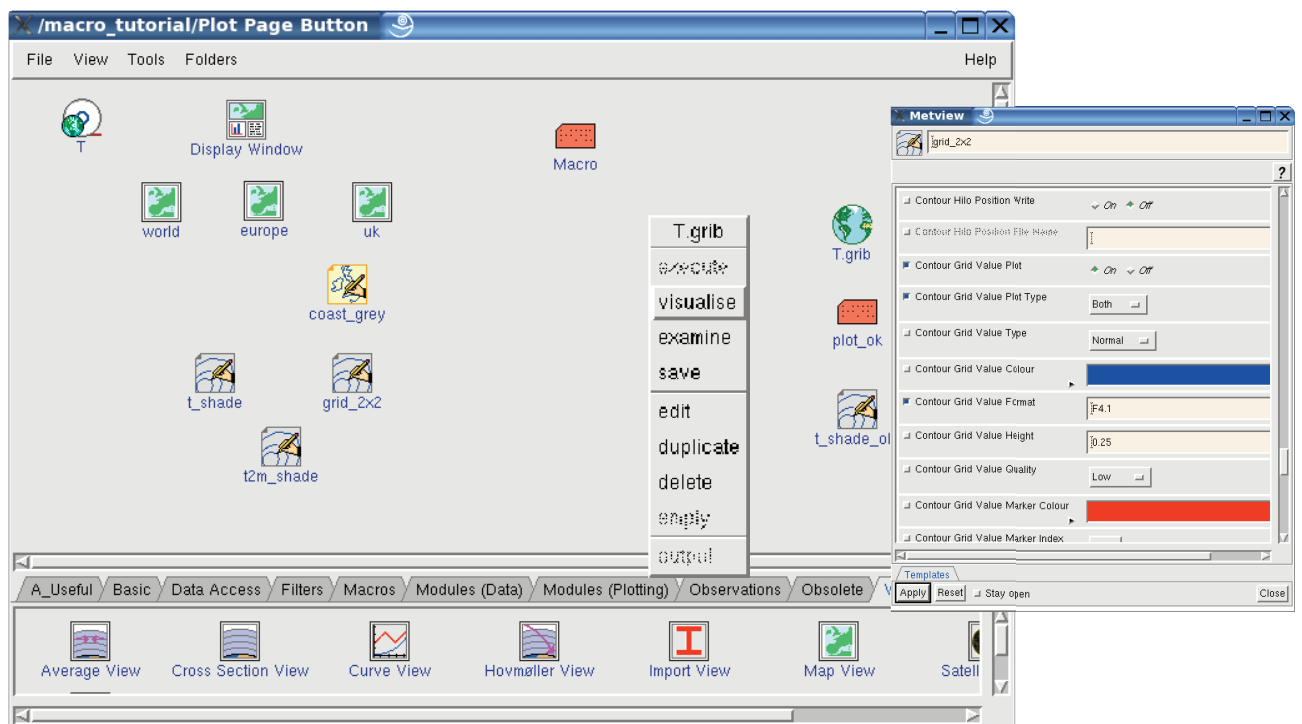 /macro_tutorial/Plot Page Button
File View Tools Folders Help
T
Display Window
Macro
world
europe
uk
T.grib
coast_grey
plot_ok
t_shade
grid_2x2
t_shade_ol
t2m_shade
T.grib
execute
visualise
examine
save
edit
duplicate
delete
empty
output
A_Useful Basic Data Access Filters Macros Modules (Data) Modules (Plotting) Observations Obsolete V
Average View Cross Section View Curve View Hovmøller View Import View Map View Satell
Metview
grid_2x2
?
Contour Hilo Position Write On Off
Contour Hilo Position File Name
Contour Grid Value Plot On Off
Contour Grid Value Plot Type Both
Contour Grid Value Type Normal
Contour Grid Value Colour
Contour Grid Value Format F4.1
Contour Grid Value Height 0.25
Contour Grid Value Quality Low
Contour Grid Value Marker Colour
Contour Grid Value Marker Index
Templates
Apply Reset Stay open Close